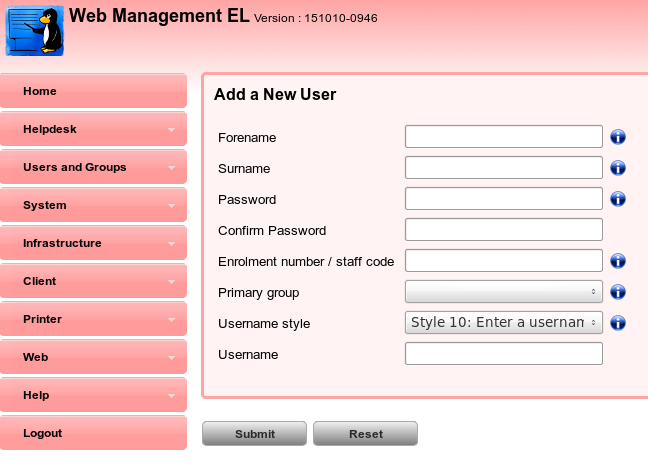 Web Management EL Version : 151010-0946
Home
Helpdesk
Users and Groups
System
Infrastructure
Client
Printer
Web
Help
Logout
Add a New User
Forename
Surname
Password
Confirm Password
Enrolment number / staff code
Primary group
Username style Style 10: Enter a usernam
Username
Submit Reset